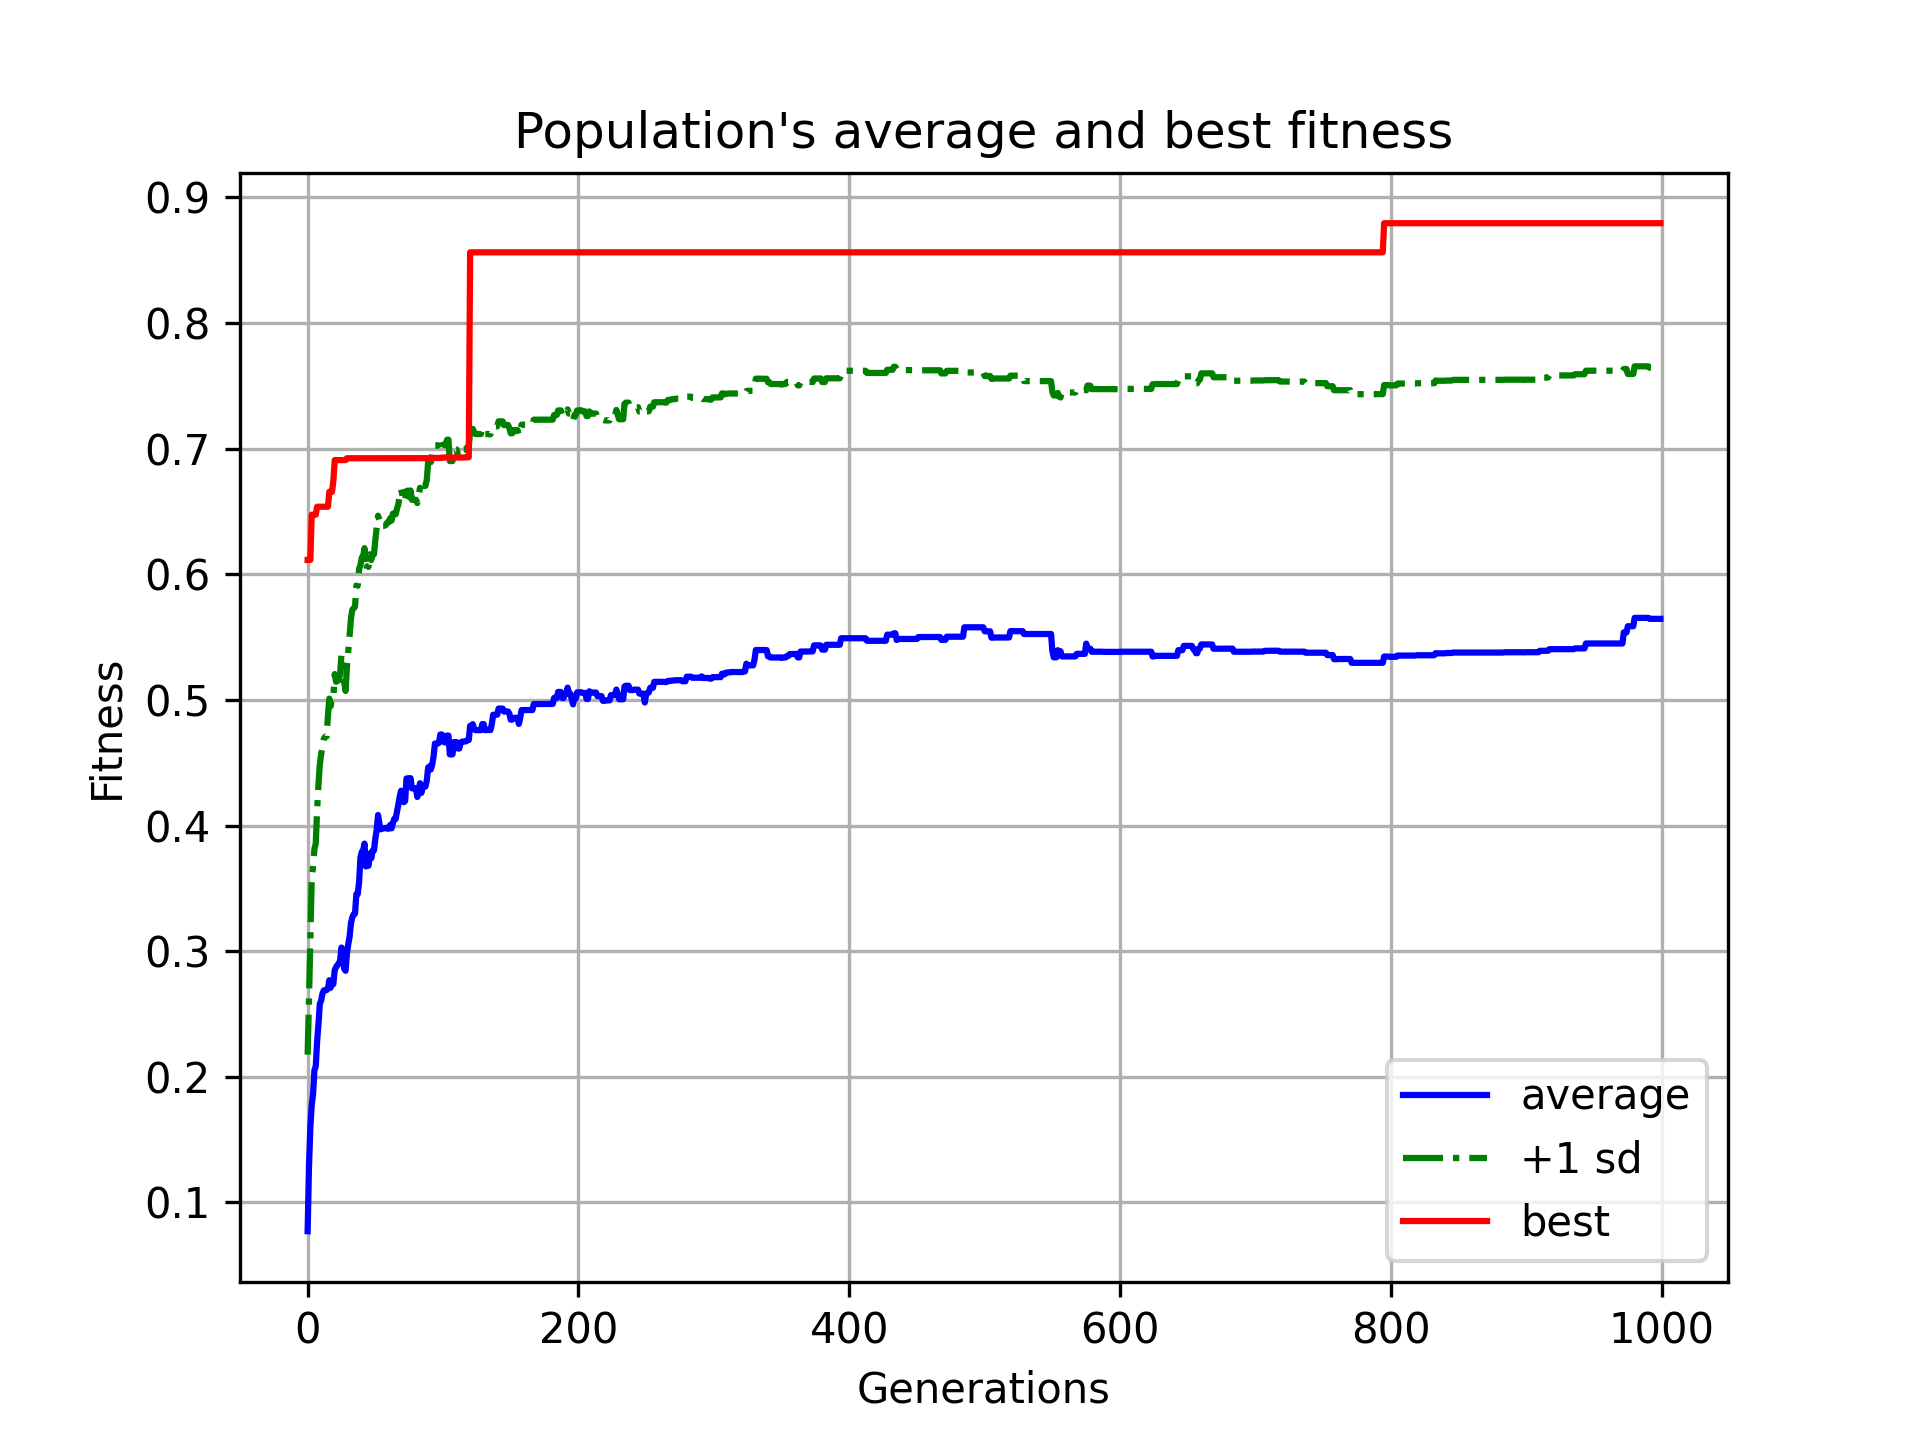 Population's average and best fitness
0.9
0.8
0.7
0.6
0.5
0.4
0.3
0.2
0.1
Fitness
average
+1 sd
best
0 200 400 600 800 1000
Generations